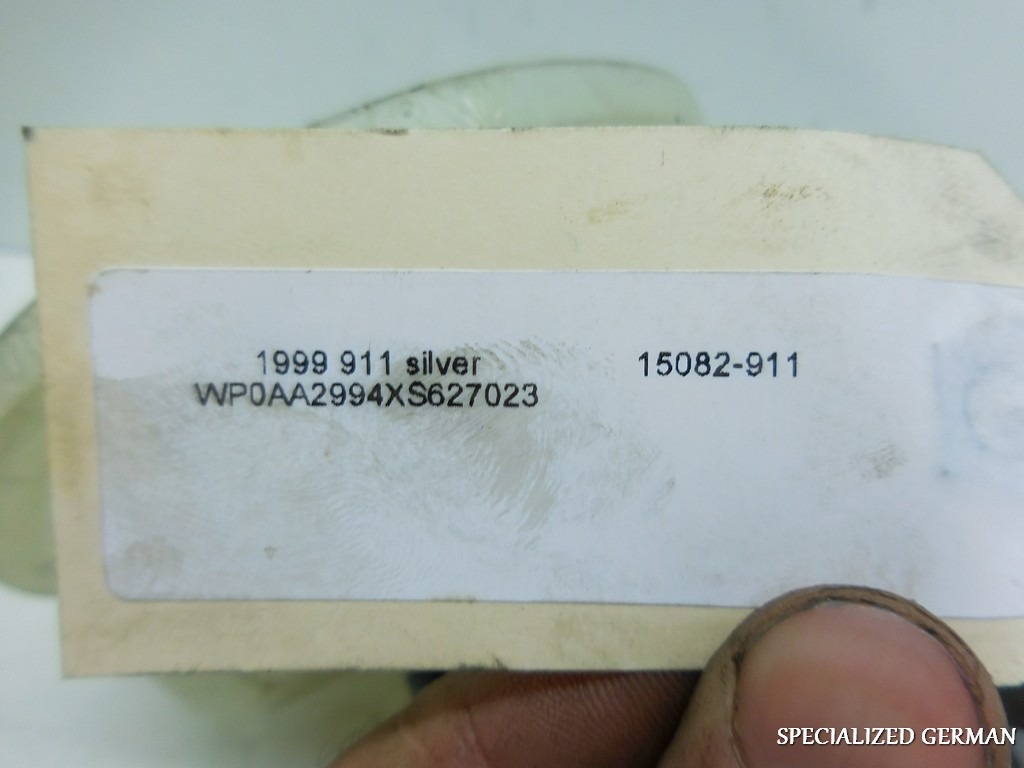 1999 911 silver 15082-911
WP0AA2994XS627023
SPECIALIZED GERMAN